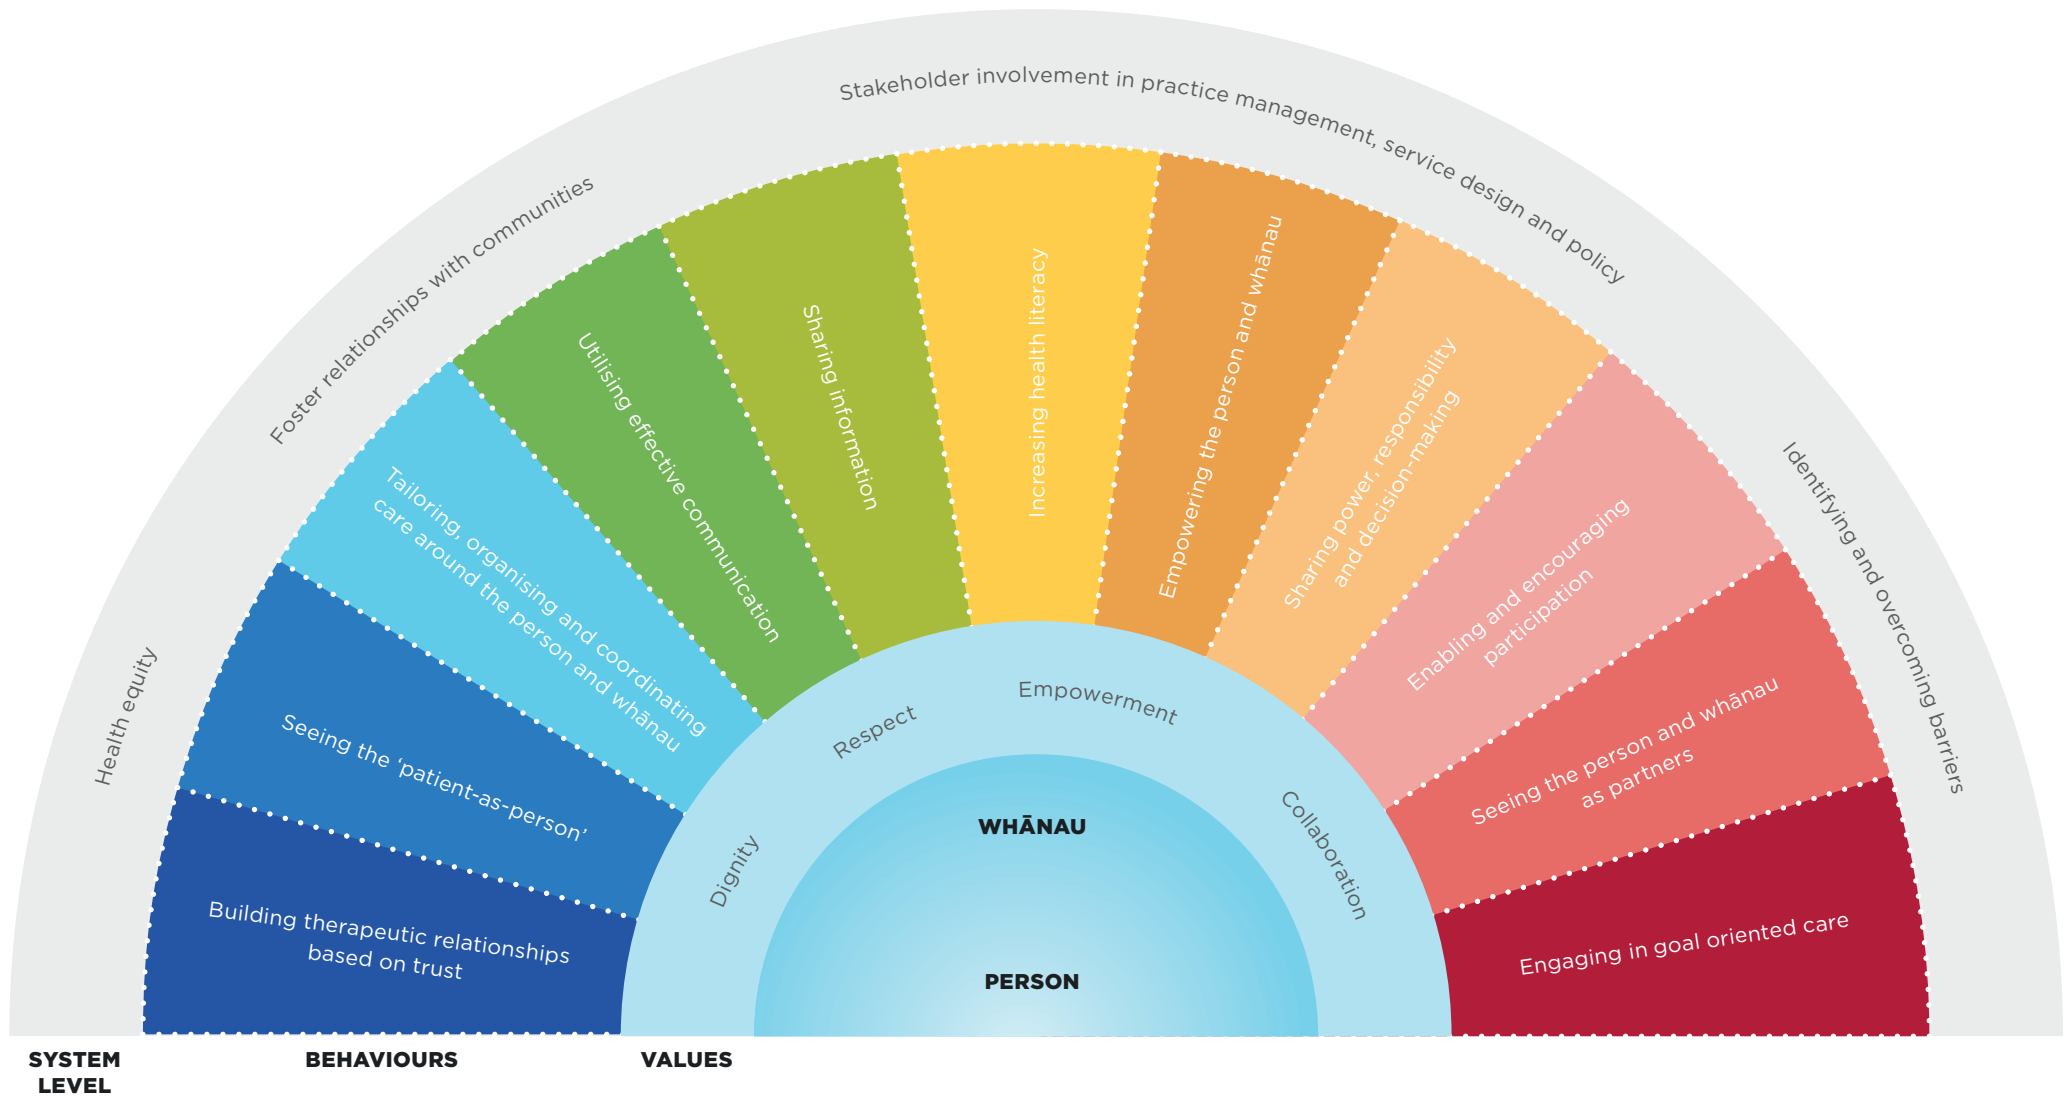 Stakeholder involvement in practice management, service design and policy
Foster relationships with communities
Health equity
Identifying and overcoming barriers
Building therapeutic relationships
based on trust
Seeing the ‘patient-as-person’
Tailoring, organising and coordinating
care around the person and whānau
Utilising effective communication
Sharing information
Increasing health literacy
Empowering the person and whānau
Sharing power, responsibility
and decision-making
Enabling and encouraging
participation
Seeing the person and whānau
as partners
Engaging in goal oriented care
Dignity
Respect
Empowerment
Collaboration
WHĀNAU
PERSON
SYSTEM
LEVEL
BEHAVIOURS
VALUES